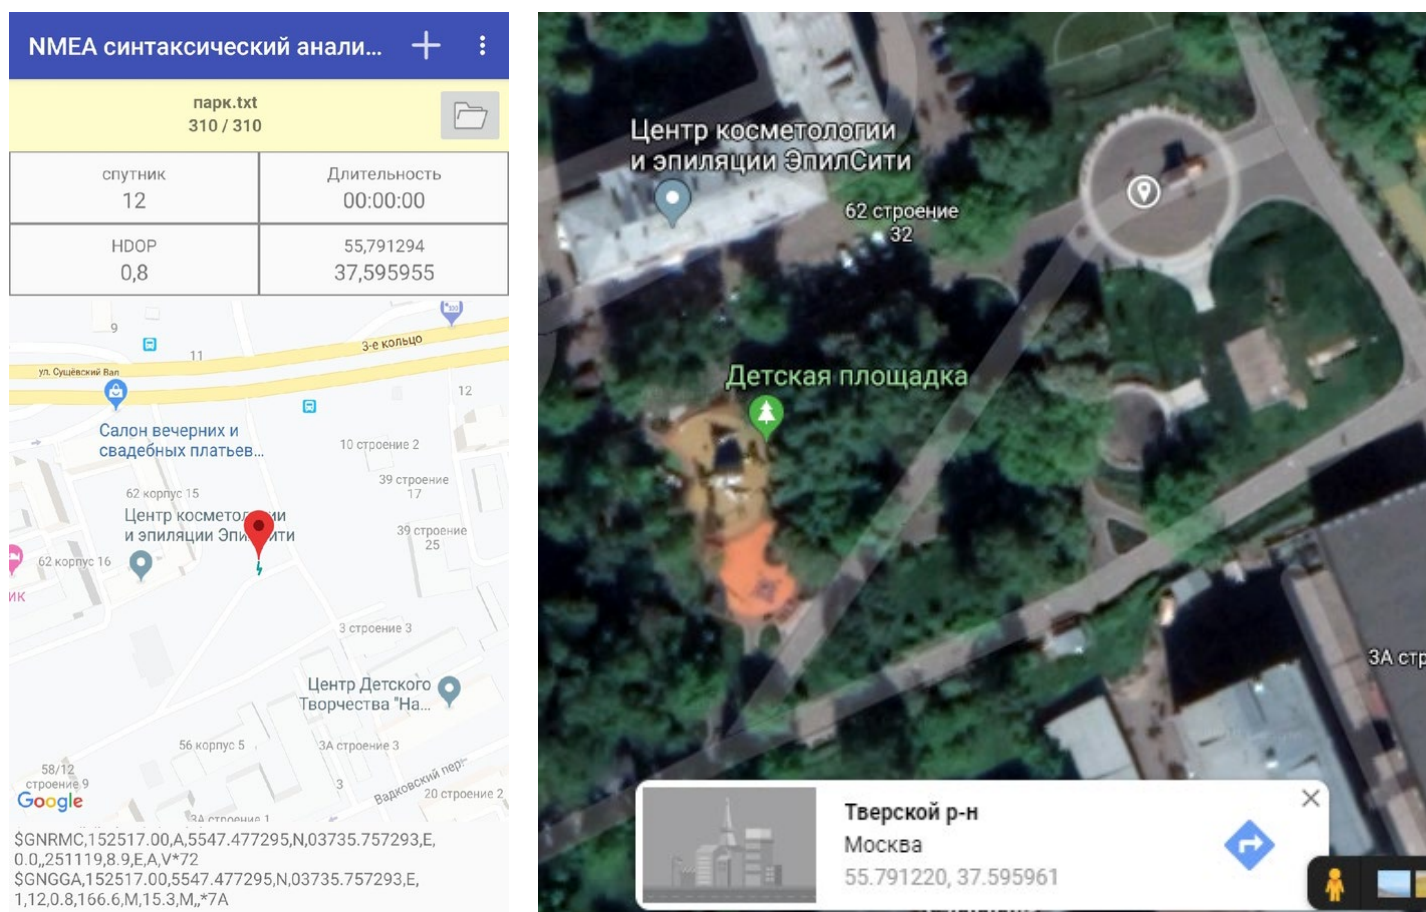 NMEA синтаксический анали...
парк.txt
310 / 310
спутник
12
Длительность
00:00:00
HDOP
0,8
55,791294
37,595955
9
11
3-е кольцо
ул. Сущёвский Вал
12
Салон вечерних и
свадебных платьев...
10 строение 2
39 строение
17
62 корпус 15
Центр космето
ии
и эпиляции Эпи
ити
39 строение
25
62 корпус 16
ик
3 строение 3
Центр Детского
Творчества "На...
56 корпус 5
3А строение 3
58/12
строение 9
3
Вадковский пер
20 строение 2
Google
3А строение 1
$GNRMC,152517.00,A,5547.477295,N,03735.757293,E,
0.0,,251119,8.9,E,A,V*72
$GNGGA,152517.00,5547.477295,N,03735.757293,E,
1,12,0.8,166.6,M,15.3,M,,*7A
Центр косметологии
и эпиляции ЭпилСити
62 строение
32
Детская площадка
3А стр
Тверской р-н
Москва
55.791220, 37.595961